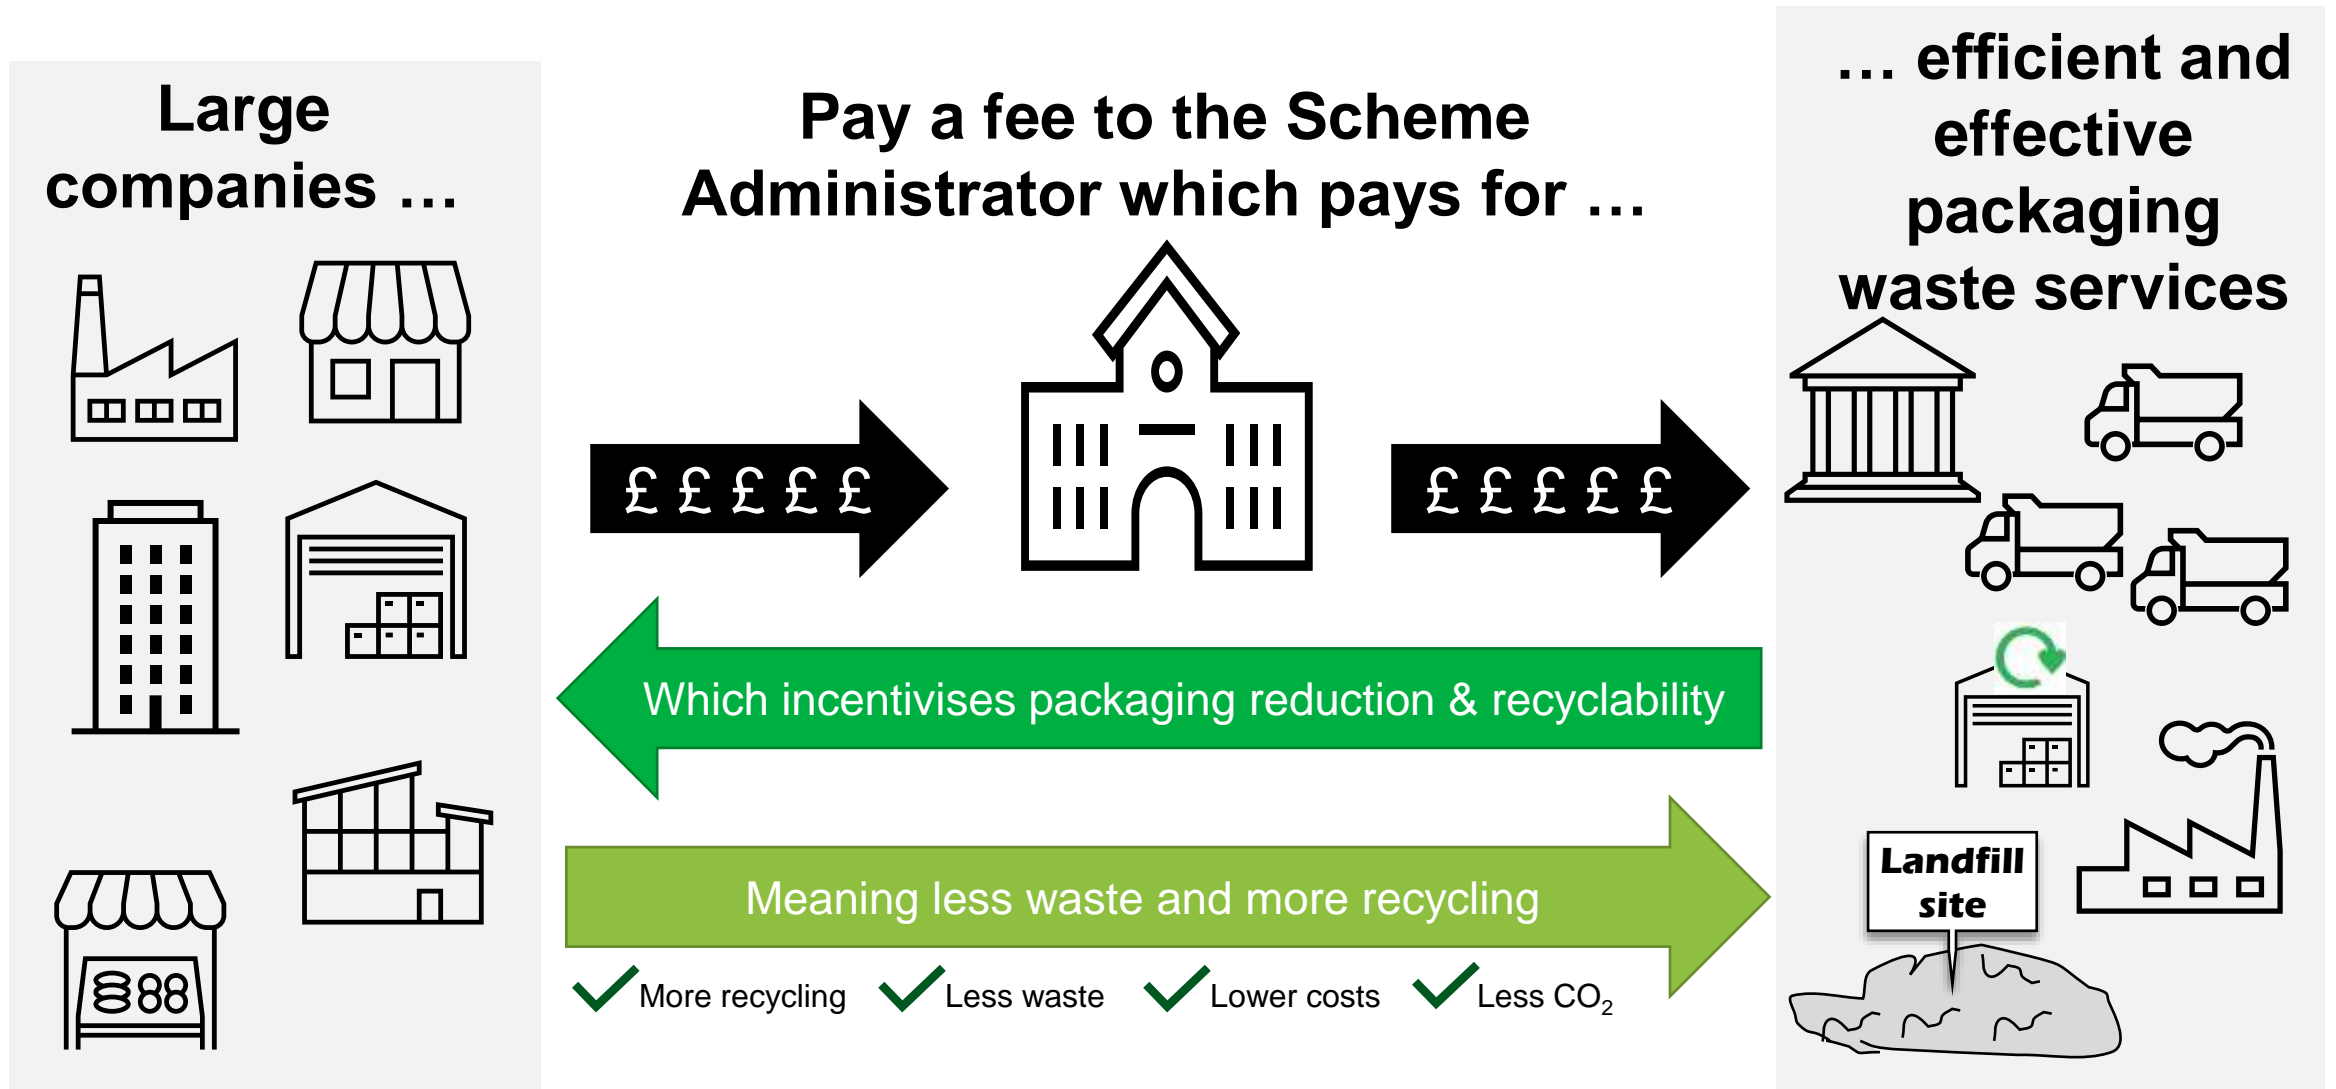 Large
companies …
Pay a fee to the Scheme
Administrator which pays for …
… efficient and
effective
packaging
waste services
£ £ £ £ £
£ £ £ £ £
Which incentivises packaging reduction & recyclability
Meaning less waste and more recycling
More recycling
Less waste
Lower costs
Less CO₂
Landfill
site